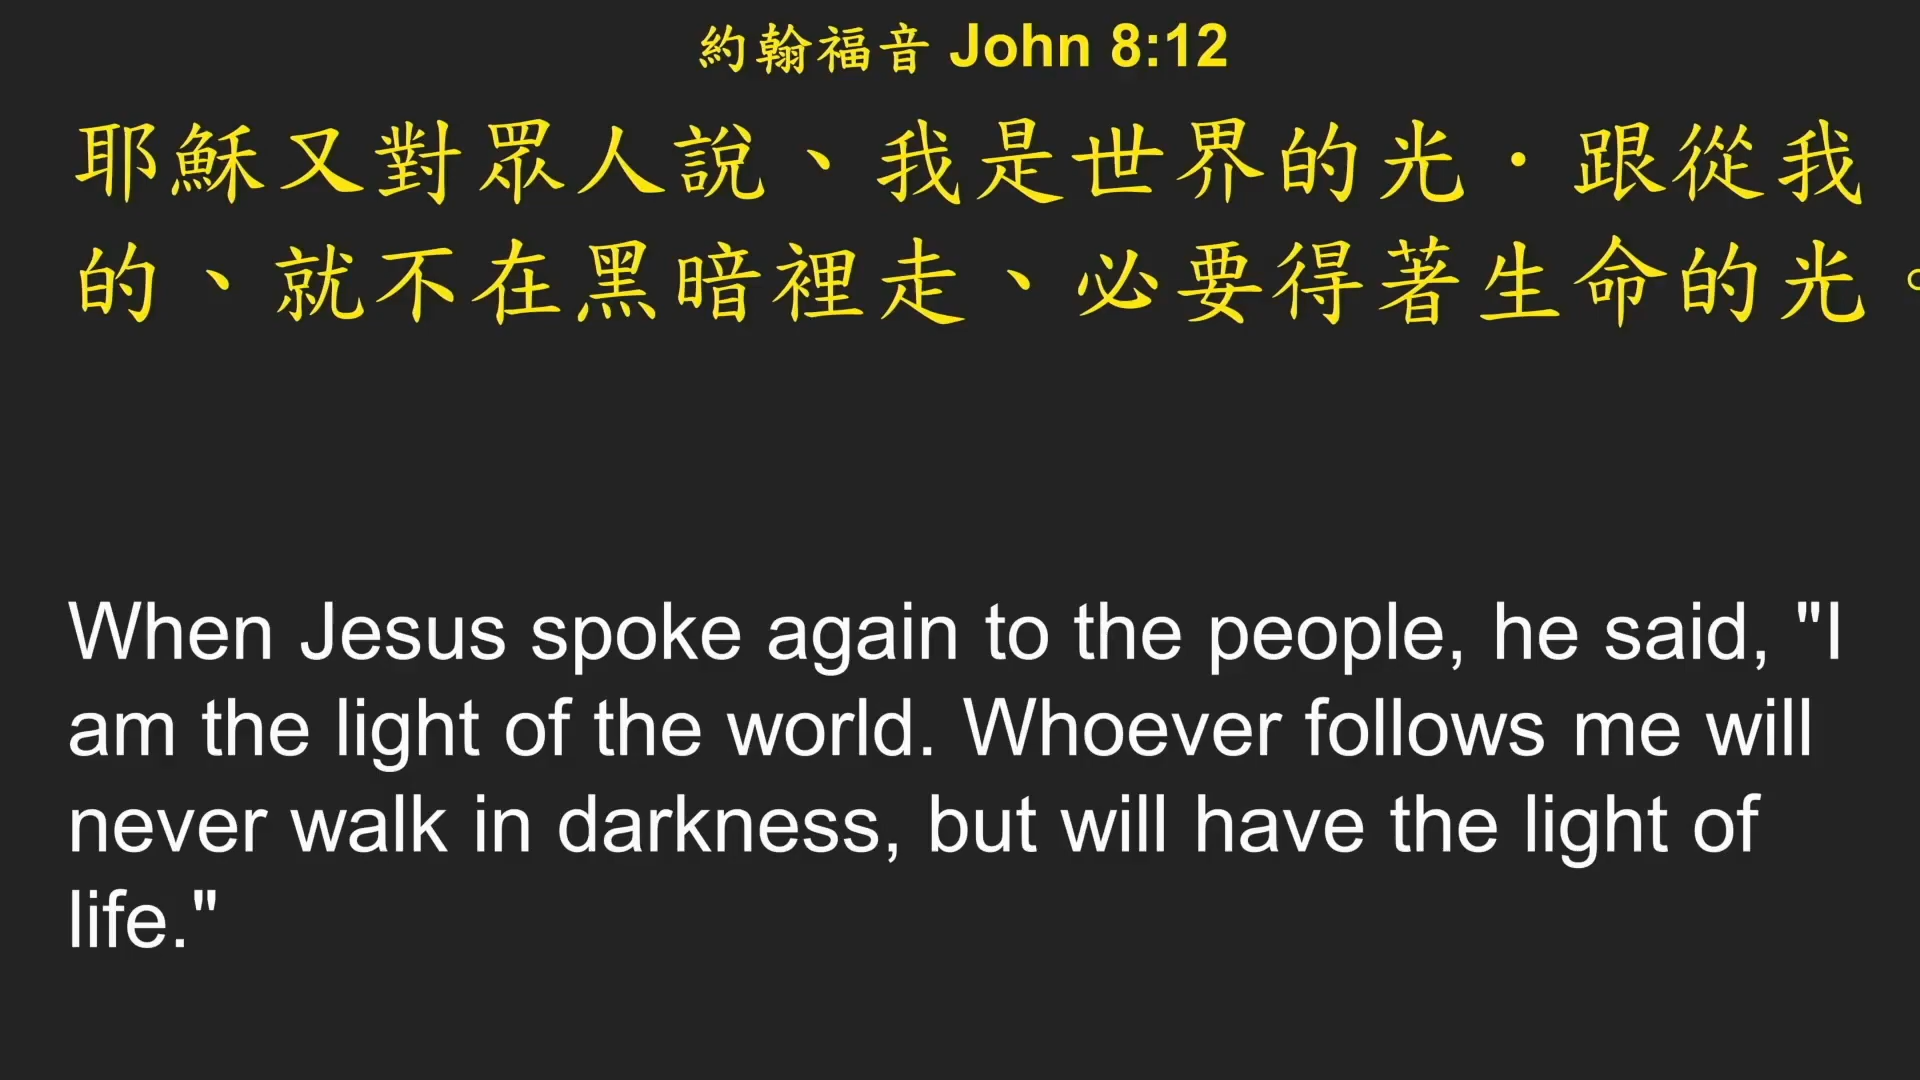 約翰福音 John 8:12
耶穌又對眾人說、我是世界的光．跟從我
的、就不在黑暗裡走、必要得著生命的光。
When Jesus spoke again to the people, he said, "I
am the light of the world. Whoever follows me will
never walk in darkness, but will have the light of
life."